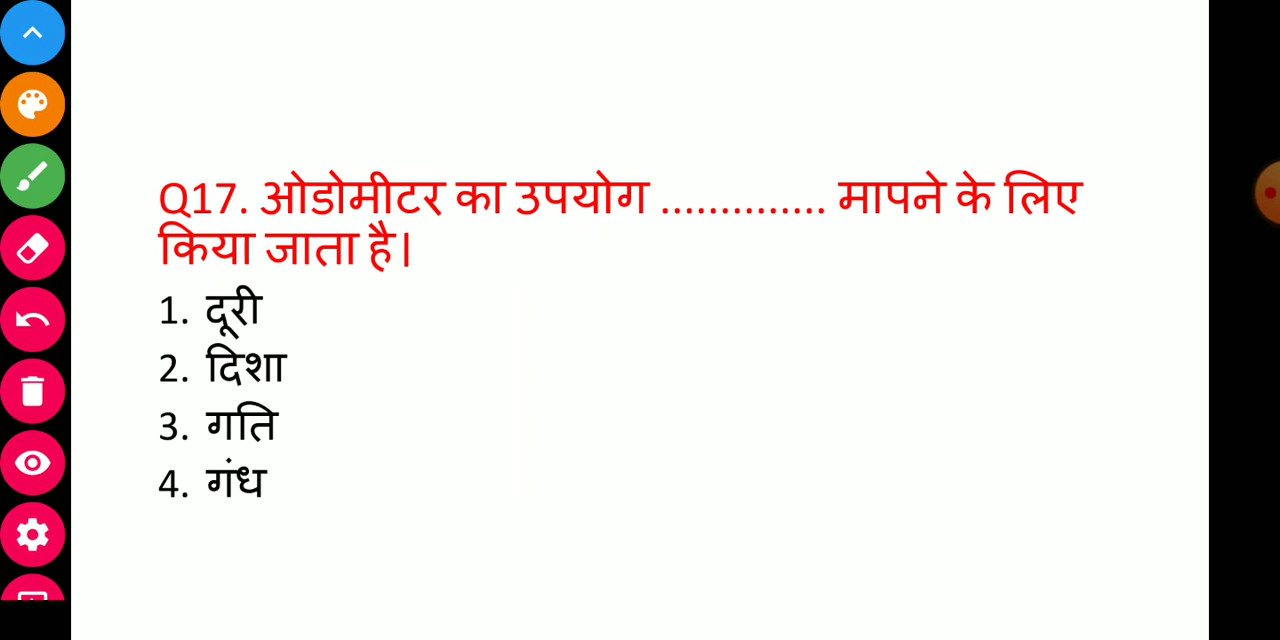 Q17. ओडोमीटर का उपयोग .............. मापने के लिए
किया जाता है।
1. दूरी
2. दिशा
3. गति
4. गंध